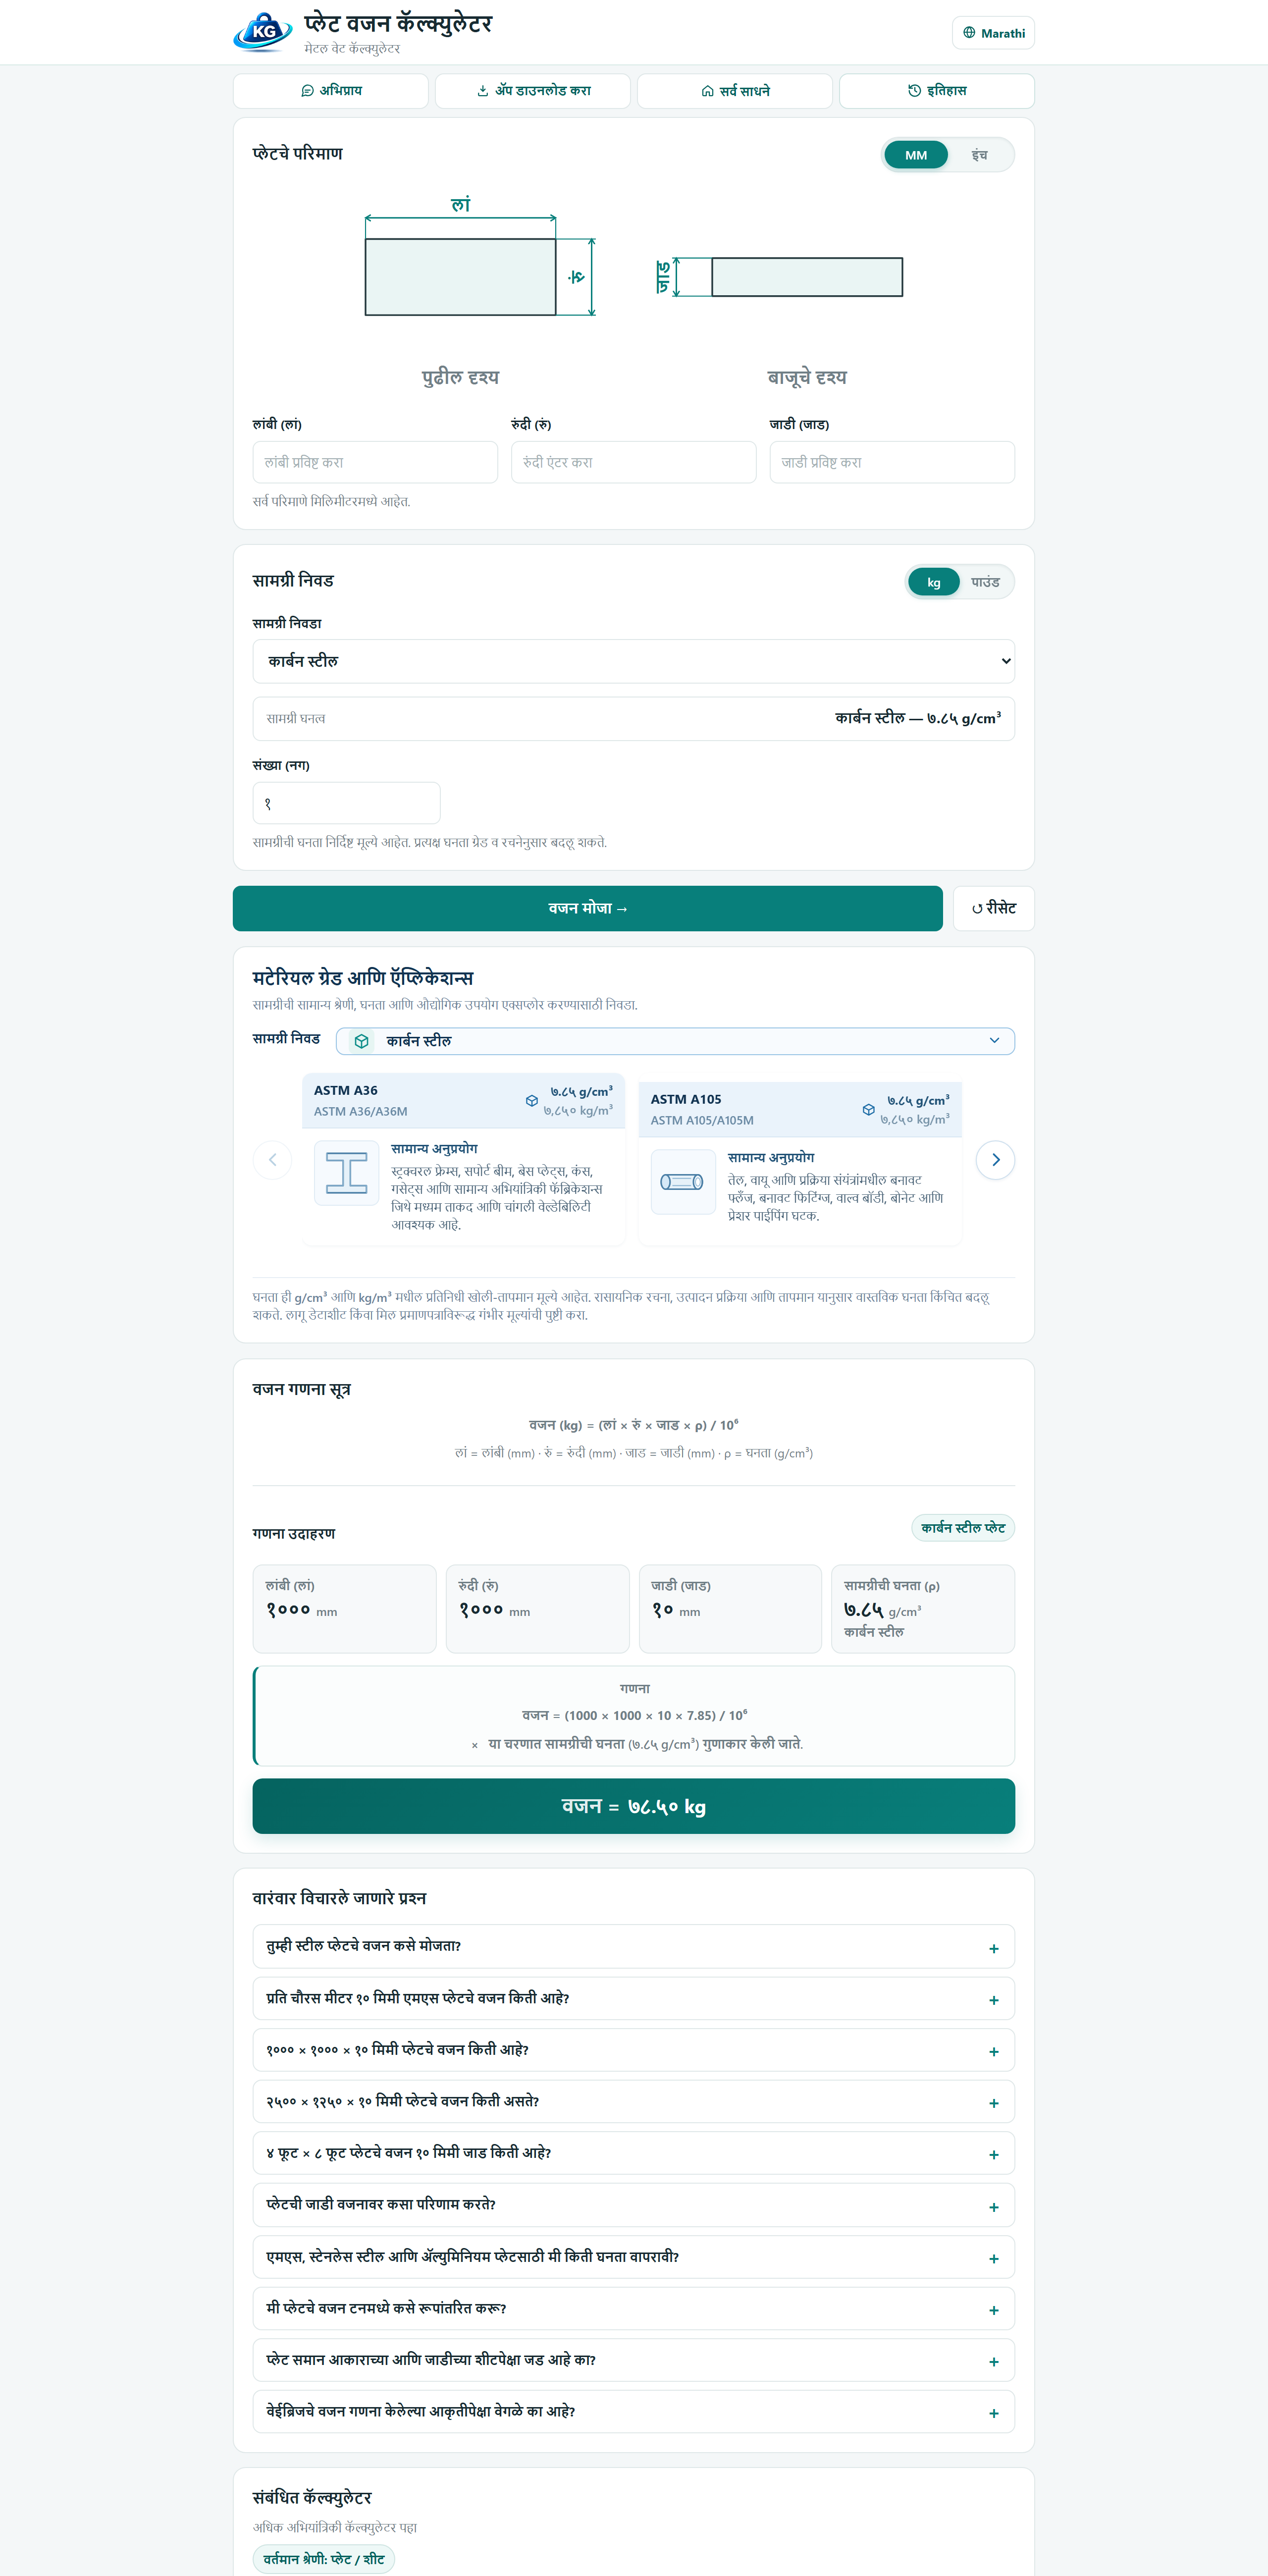 KG
प्लेट वजन कॅल्क्युलेटर
मेटल वेट कॅल्क्युलेटर
Marathi
अभिप्राय
ॲप डाउनलोड करा
सर्व साधने
इतिहास
प्लेटचे परिमाण
MM
इंच
लां
रुं
जाड
पुढील दृश्य
बाजूचे दृश्य
लांबी (लां)
रुंदी (रुं)
जाडी (जाड)
लांबी प्रविष्ट करा
रुंदी एंटर करा
जाडी प्रविष्ट करा
सर्व परिमाणे मिलिमीटरमध्ये आहेत.
सामग्री निवड
kg
पाउंड
सामग्री निवडा
कार्बन स्टील
सामग्री घनत्व
कार्बन स्टील — ७.८५ g/cm³
संख्या (नग)
१
सामग्रीची घनता निर्दिष्ट मूल्ये आहेत. प्रत्यक्ष घनता ग्रेड व रचनेनुसार बदलू शकते.
वजन मोजा →
↺ रीसेट
मटेरियल ग्रेड आणि ऍप्लिकेशन्स
सामग्रीची सामान्य श्रेणी, घनता आणि औद्योगिक उपयोग एक्सप्लोर करण्यासाठी निवडा.
सामग्री निवड
कार्बन स्टील
ASTM A36
ASTM A36/A36M
७.८५ g/cm³
७,८५० kg/m³
सामान्य अनुप्रयोग
स्ट्रक्चरल फ्रेम्स, सपोर्ट बीम, बेस प्लेट्स, कंस,
गसेट्स आणि सामान्य अभियांत्रिकी फॅब्रिकेशन्स
जिथे मध्यम ताकद आणि चांगली वेल्डेबिलिटी
आवश्यक आहे.
ASTM A105
ASTM A105/A105M
७.८५ g/cm³
७,८५० kg/m³
सामान्य अनुप्रयोग
तेल, वायू आणि प्रक्रिया संयंत्रांमधील बनावट
फ्लँज, बनावट फिटिंग्ज, वाल्व बॉडी, बोनेट आणि
प्रेशर पाईपिंग घटक.
घनता ही g/cm³ आणि kg/m³ मधील प्रतिनिधी खोली-तापमान मूल्ये आहेत. रासायनिक रचना, उत्पादन प्रक्रिया आणि तापमान यानुसार वास्तविक घनता किंचित बदलू
शकते. लागू डेटाशीट किंवा मिल प्रमाणपत्राविरूद्ध गंभीर मूल्यांची पुष्टी करा.
वजन गणना सूत्र
वजन (kg) = (लां × रुं × जाड × ρ) / 10⁶
लां = लांबी (mm) · रुं = रुंदी (mm) · जाड = जाडी (mm) · ρ = घनता (g/cm³)
गणना उदाहरण
कार्बन स्टील प्लेट
लांबी (लां)
१००० mm
रुंदी (रुं)
१००० mm
जाडी (जाड)
१० mm
सामग्रीची घनता (ρ)
७.८५ g/cm³
कार्बन स्टील
गणना
वजन = (1000 × 1000 × 10 × 7.85) / 10⁶
× या चरणात सामग्रीची घनता (७.८५ g/cm³) गुणाकार केली जाते.
वजन = ७८.५० kg
वारंवार विचारले जाणारे प्रश्न
तुम्ही स्टील प्लेटचे वजन कसे मोजता? +
प्रति चौरस मीटर १० मिमी एमएस प्लेटचे वजन किती आहे? +
१००० × १००० × १० मिमी प्लेटचे वजन किती आहे? +
२५०० × १२५० × १० मिमी प्लेटचे वजन किती असते? +
४ फूट × ८ फूट प्लेटचे वजन १० मिमी जाड किती आहे? +
प्लेटची जाडी वजनावर कसा परिणाम करते? +
एमएस, स्टेनलेस स्टील आणि ॲल्युमिनियम प्लेटसाठी मी किती घनता वापरावी? +
मी प्लेटचे वजन टनमध्ये कसे रूपांतरित करू? +
प्लेट समान आकाराच्या आणि जाडीच्या शीटपेक्षा जड आहे का? +
वेईब्रिजचे वजन गणना केलेल्या आकृतीपेक्षा वेगळे का आहे? +
संबंधित कॅल्क्युलेटर
अधिक अभियांत्रिकी कॅल्क्युलेटर पहा
वर्तमान श्रेणी: प्लेट / शीट